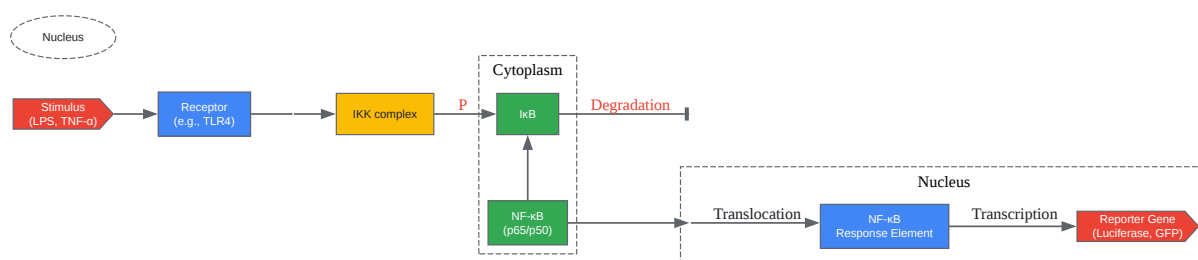 Nucleus
Cytoplasm
Stimulus
(LPS, TNF-α)
Receptor
(e.g., TLR4)
IKK complex
P
IκB
Degradation
Nucleus
NF-κB
(p65/p50)
Translocation
NF-κB
Response Element
Transcription
Reporter Gene
(Luciferase, GFP)